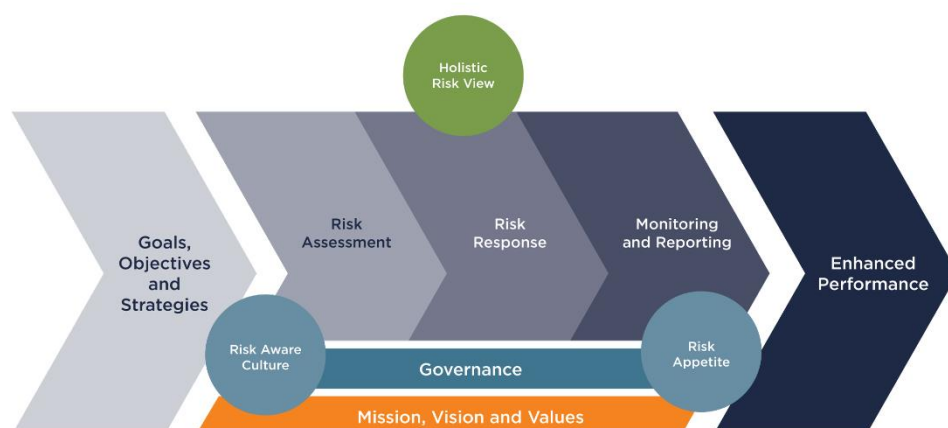 Holistic
Risk View
Goals,
Objectives
and
Strategies
Risk
Assessment
Risk
Response
Monitoring
and Reporting
Enhanced
Performance
Risk Aware
Culture
Governance
Risk
Appetite
Mission, Vision and Values